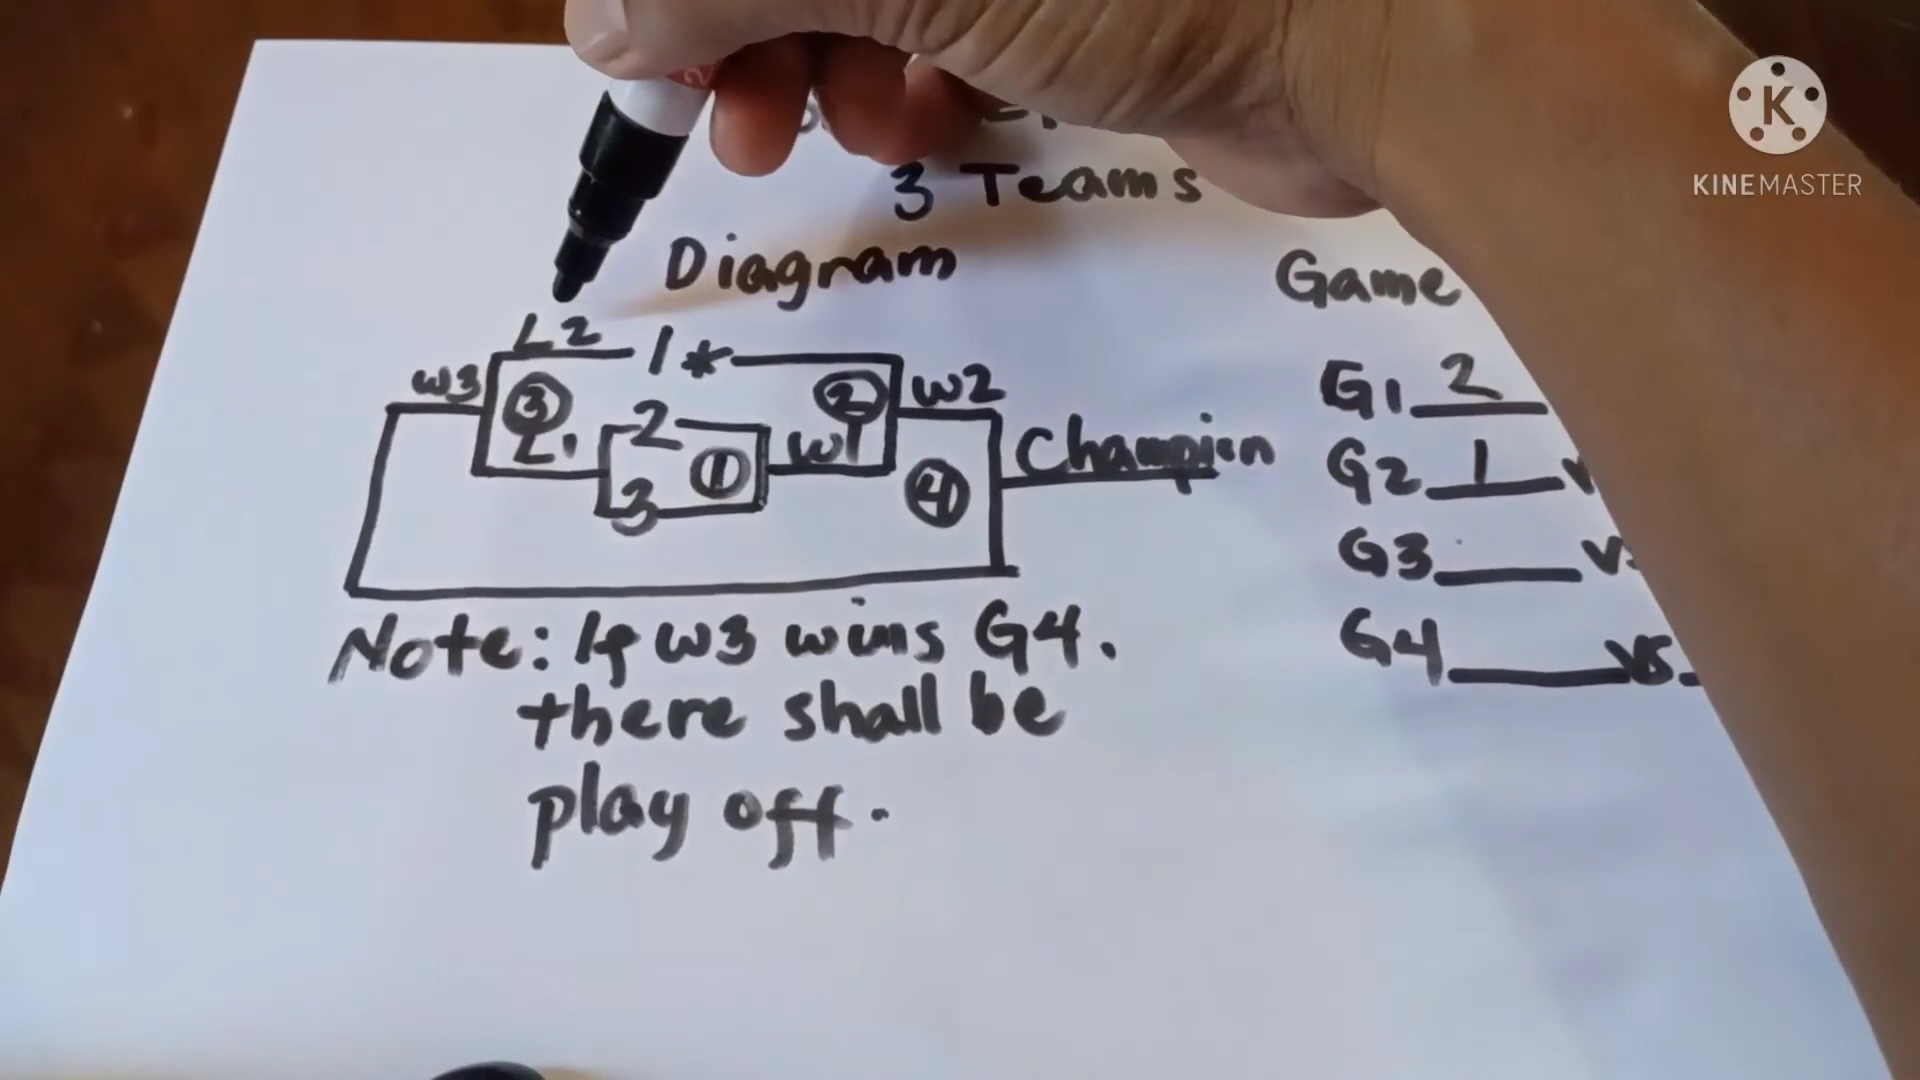 3 Teams
KINEMASTER
Diagram
Game
L2
1*
w3
3
2
w2
2
L1
w1
1
3
4
Champion
G1 2
G2 1 v
G3 v
G4 vs
Note: If w3 wins G4.
there shall be
play off.